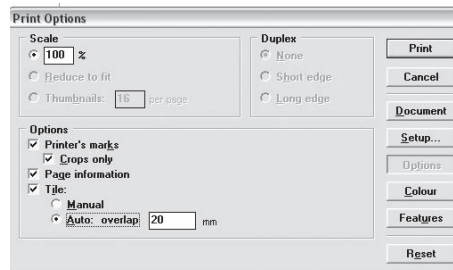 Print Options
Scale
100 %
Reduce to fit
Thumbnails: 16 per page
Duplex
None
Short edge
Long edge
Options
Printer's marks
Crops only
Page information
Tile:
Manual
Auto: overlap 20 mm
Print
Cancel
Document
Setup...
Options
Colour
Features
Reset